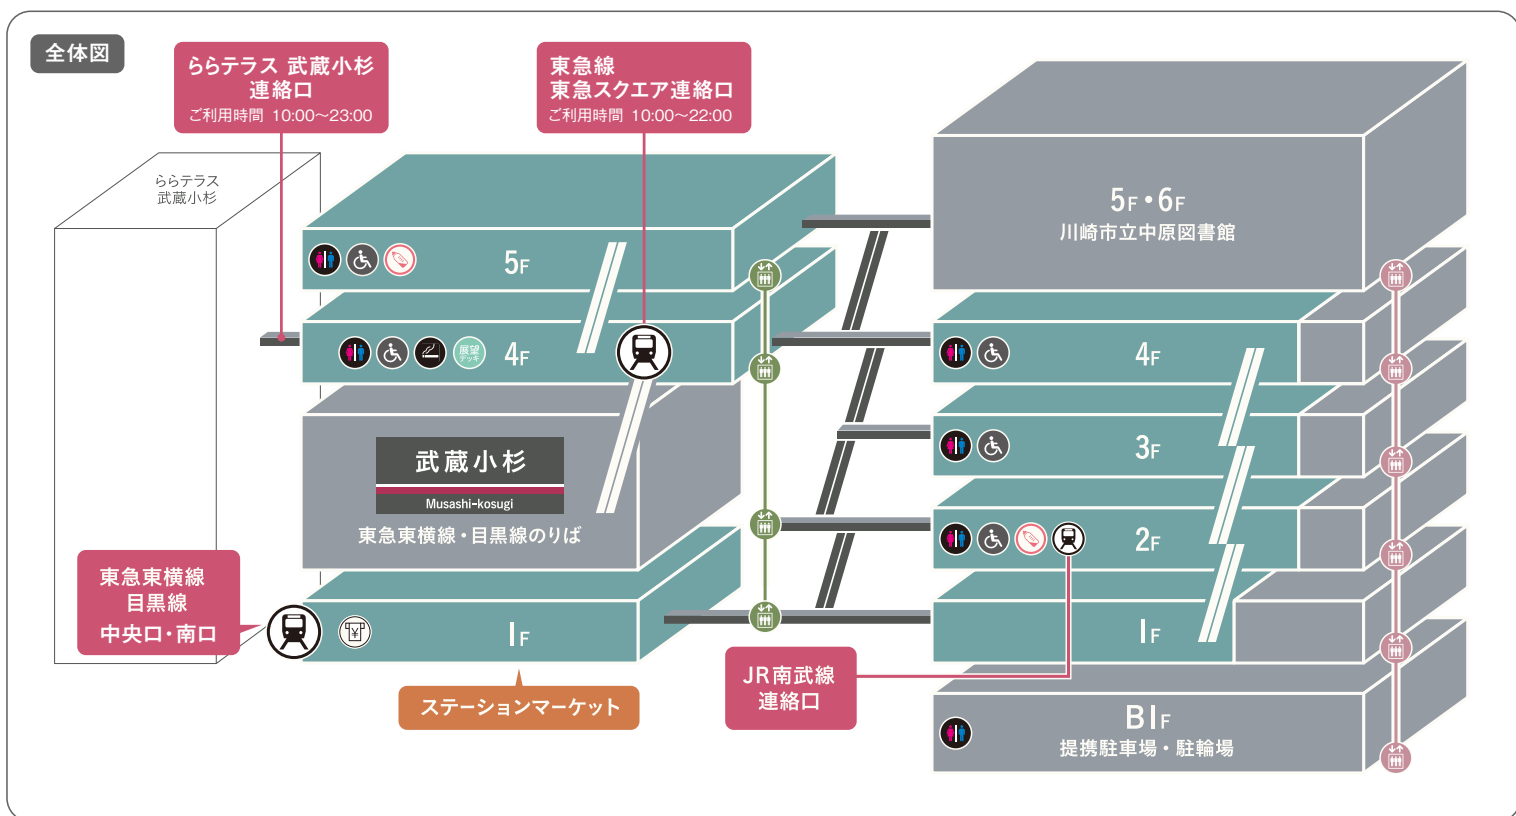 全体図
ららテラス 武蔵小杉
連絡口
ご利用時間 10:00〜23:00
東急線
東急スクエア連絡口
ご利用時間 10:00〜22:00
ららテラス
武蔵小杉
5F
4F
展望
デッキ
武蔵小杉
Musashi-kosugi
東急東横線・目黒線のりば
東急東横線
目黒線
中央口・南口
¥
1F
ステーションマーケット
5F・6F
川崎市立中原図書館
4F
3F
2F
1F
JR南武線
連絡口
B1F
提携駐車場・駐輪場